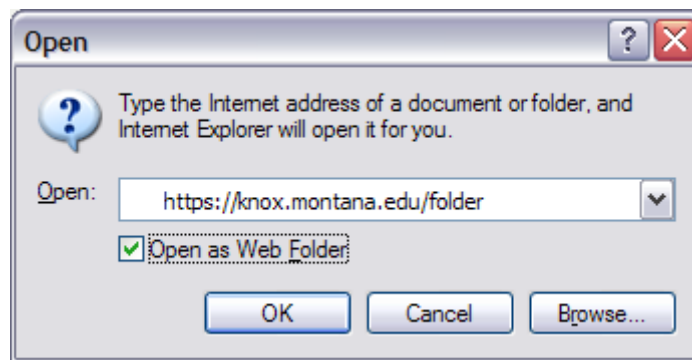 Open
Type the Internet address of a document or folder, and
Internet Explorer will open it for you.
Open:
https://knox.montana.edu/folder
Open as Web Folder
OK
Cancel
Browse...